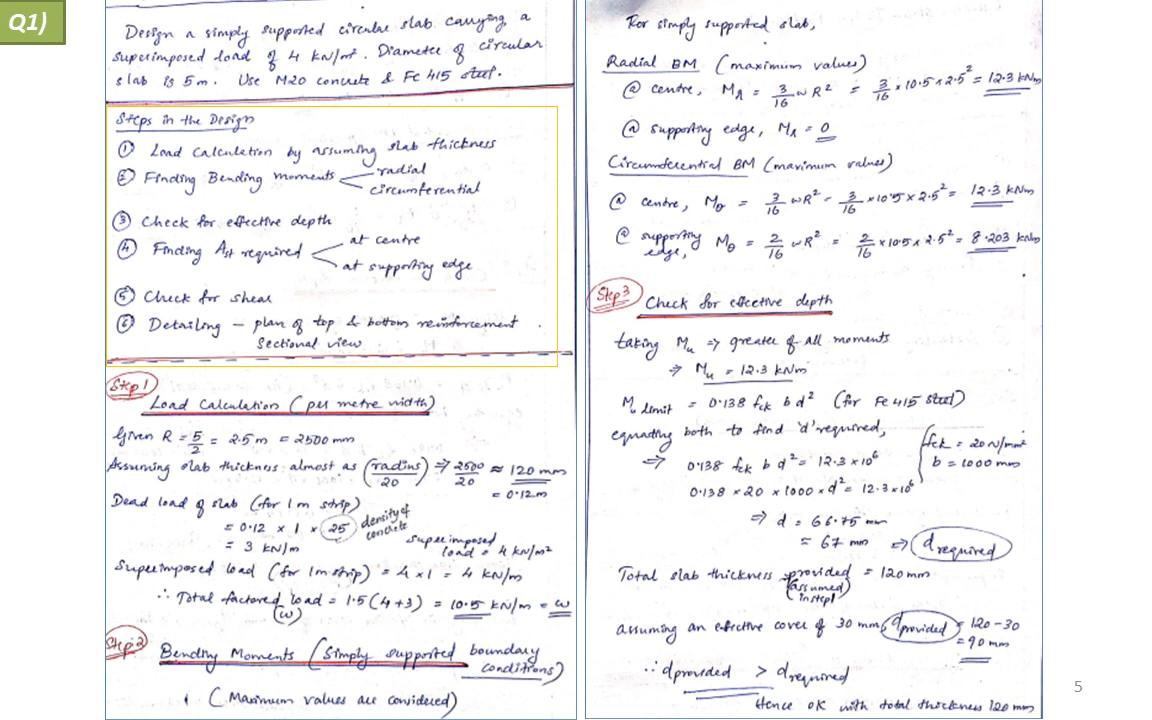 Q1)
Design a simply supported circular slab carrying a
superimposed load of 4 kN/m². Diameter of circular
slab is 5m. Use M20 concrete & Fe 415 steel.
Steps in the Design
① Load Calculation by assuming slab thickness
② Finding Bending moments < radial
circumferential
③ Check for effective depth
④ Finding Ast required < at centre
at supporting edge
⑤ Check for shear
⑥ Detailing – plan of top & bottom reinforcement
Sectional view
Step 1
Load Calculation (per metre width)
Given R = 5/2 = 2.5 m = 2500 mm
Assuming slab thickness almost as (radius/20) ⇒ 2500/20 ≈ 120 mm
= 0.12m
Dead load of slab (for 1m strip)
= 0.12 × 1 × 25 density of concrete
= 3 kN/m
superimposed load = 4 kN/m²
Superimposed load (for 1m strip) = 4 × 1 = 4 kN/m
∴ Total factored load = 1.5 (4+3) = 10.5 kN/m = w
(w)
Step 2
Bending Moments (Simply supported boundary
conditions)
(Maximum values are considered)
For simply supported slab,
Radial BM (maximum values)
@ centre, Mr = 3/16 w R² = 3/16 × 10.5 × 2.5² = 12.3 kNm
@ supporting edge, Mr = 0
Circumferential BM (maximum values)
@ centre, Mθ = 3/16 wR² = 3/16 × 10.5 × 2.5² = 12.3 kNm
@ supporting edge, Mθ = 2/16 wR² = 2/16 × 10.5 × 2.5² = 8.203 kNm
Step 3
Check for effective depth
taking Mu ⇒ greater of all moments
⇒ Mu = 12.3 kNm
Mu limit = 0.138 fck b d² (for Fe 415 steel)
equating both to find 'd' required,
fck = 20 N/mm²
b = 1000 mm
⇒ 0.138 fck b d² = 12.3 × 10⁶
0.138 × 20 × 1000 × d² = 12.3 × 10⁶
⇒ d = 66.75 mm
= 67 mm ⇒ drequired
Total slab thickness provided = 120 mm
(assumed in step 1)
assuming an effective cover of 30 mm, dprovided = 120 - 30
= 90 mm
∴ dprovided > drequired
Hence OK with total thickness 120 mm
5